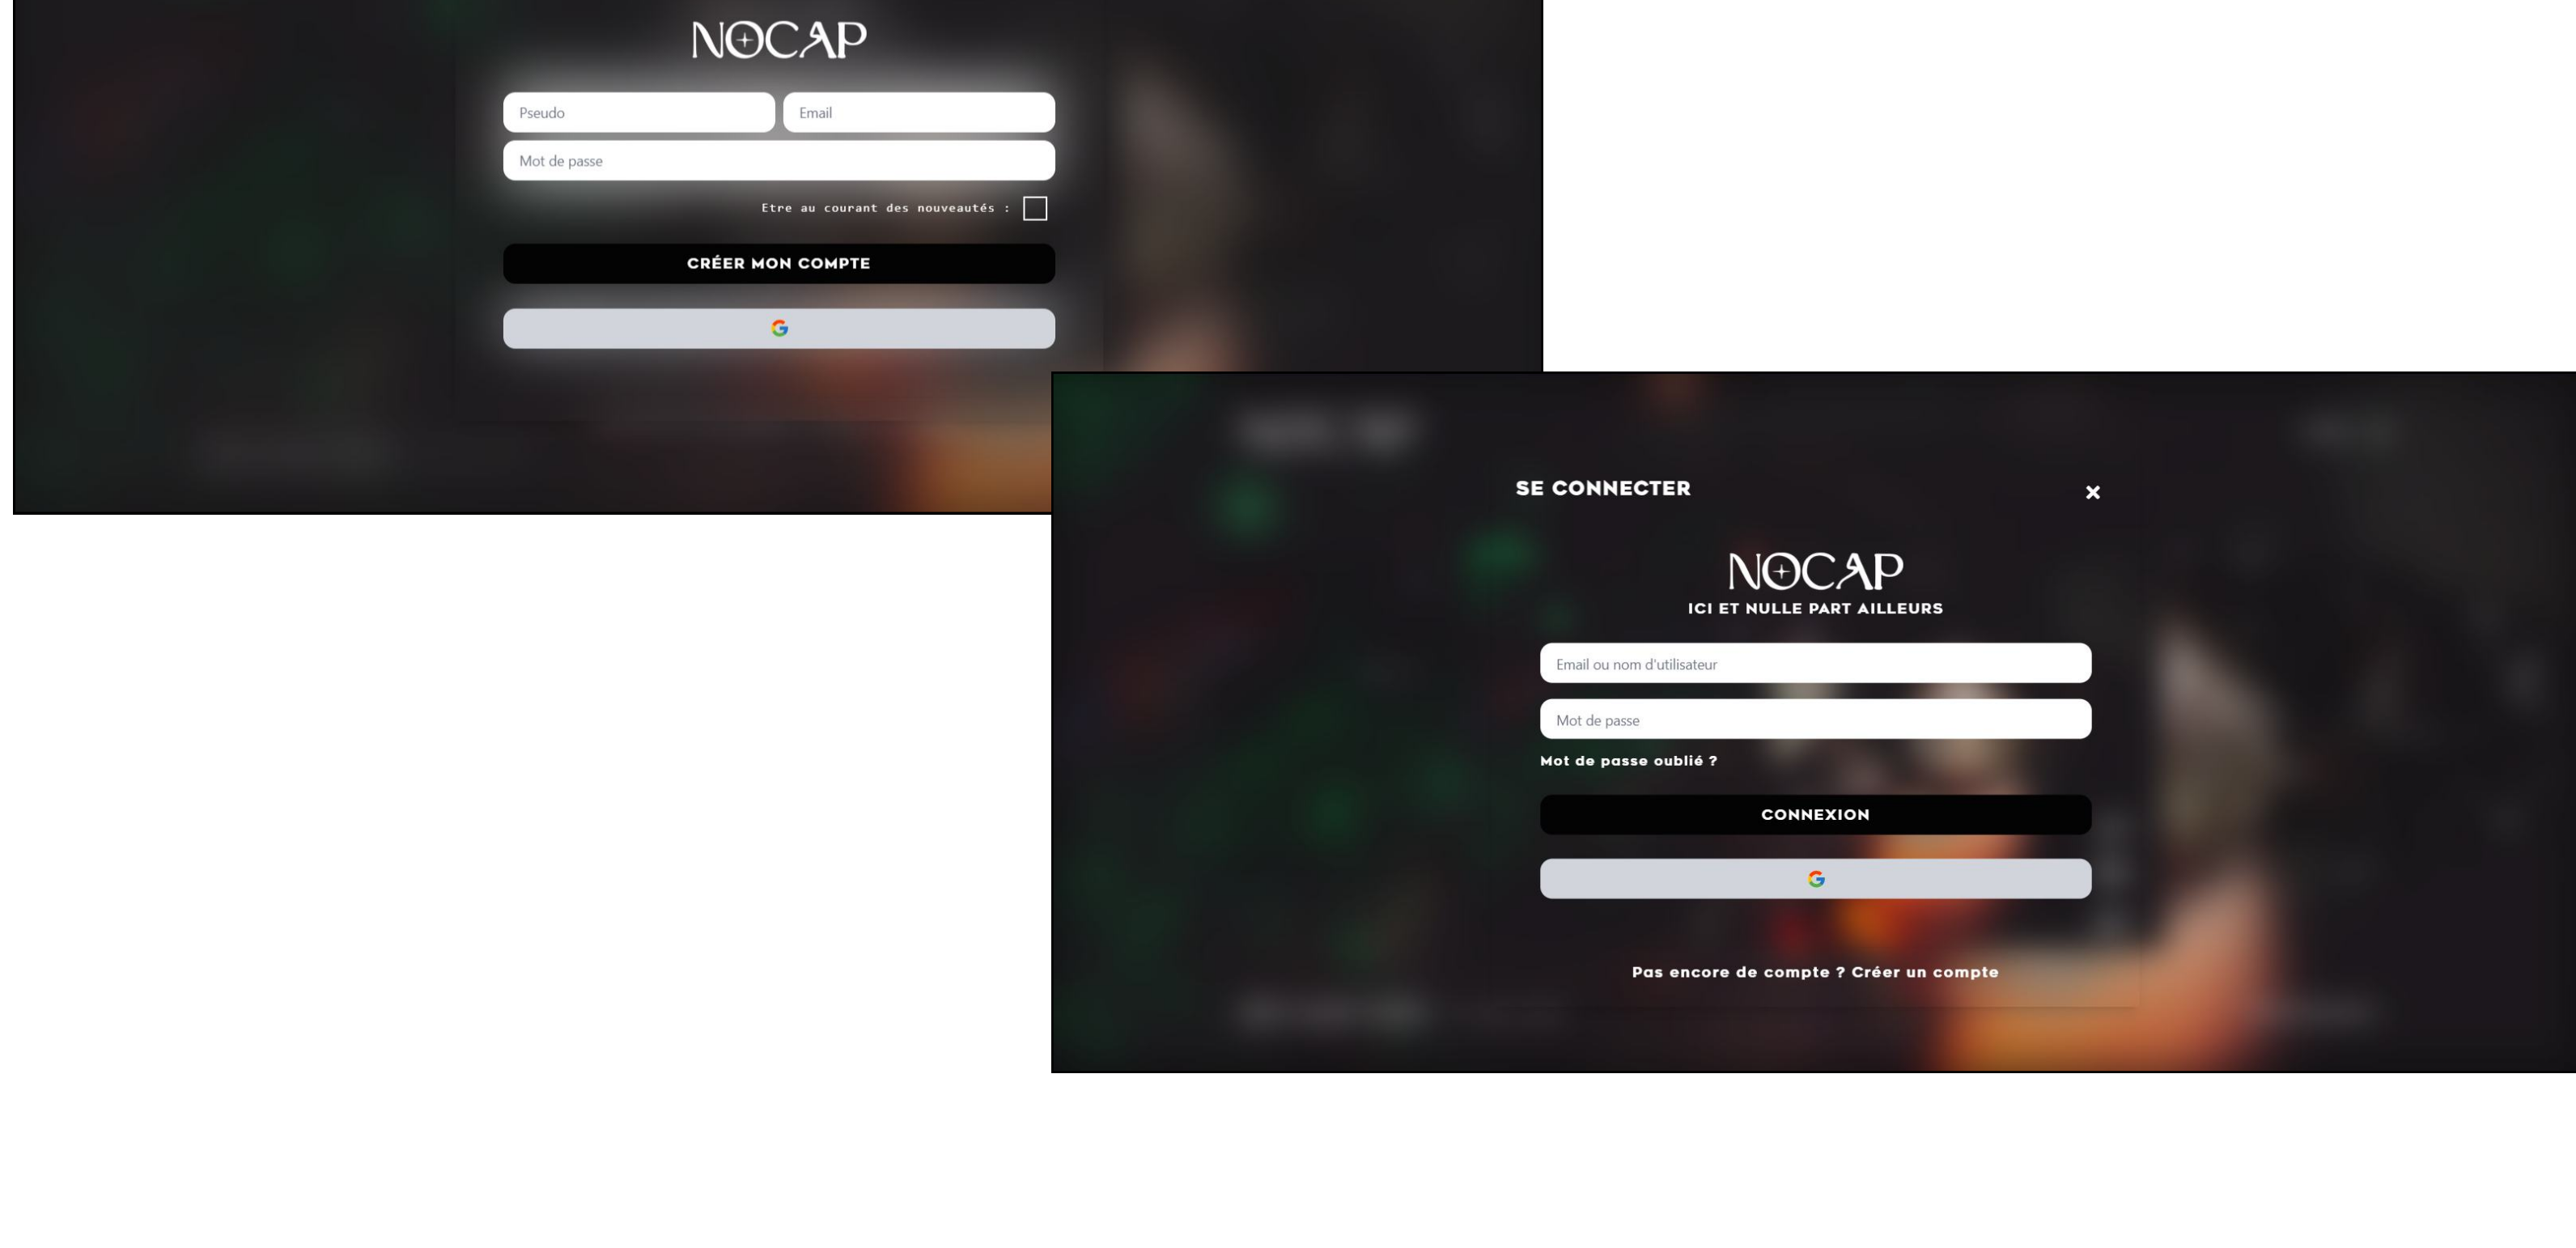 NOCAP
Pseudo
Email
Mot de passe
Etre au courant des nouveautés :
CRÉER MON COMPTE
SE CONNECTER
NOCAP
ICI ET NULLE PART AILLEURS
Email ou nom d'utilisateur
Mot de passe
Mot de passe oublié ?
CONNEXION
Pas encore de compte ? Créer un compte